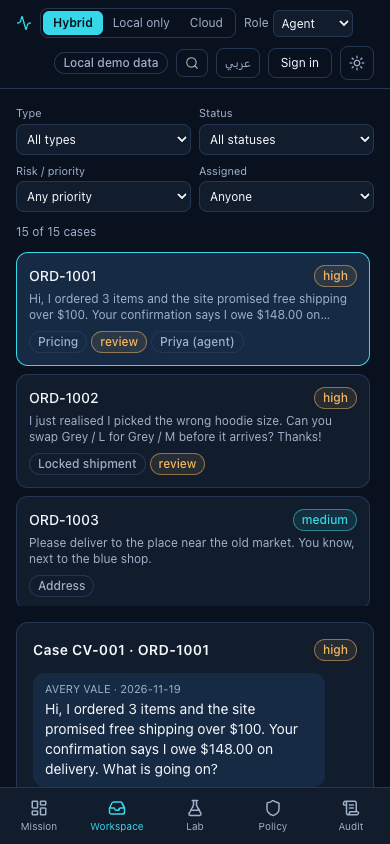 Hybrid Local only Cloud Role Agent
Local demo data عربي Sign in
Type Status
All types All statuses
Risk / priority Assigned
Any priority Anyone
15 of 15 cases
ORD-1001 high
Hi, I ordered 3 items and the site promised free shipping
over $100. Your confirmation says I owe $148.00 on...
Pricing review Priya (agent)
ORD-1002 high
I just realised I picked the wrong hoodie size. Can you
swap Grey / L for Grey / M before it arrives? Thanks!
Locked shipment review
ORD-1003 medium
Please deliver to the place near the old market. You know,
next to the blue shop.
Address
Case CV-001 · ORD-1001 high
AVERY VALE · 2026-11-19
Hi, I ordered 3 items and the site
promised free shipping over $100. Your
confirmation says I owe $148.00 on
delivery. What is going on?
Mission Workspace Lab Policy Audit